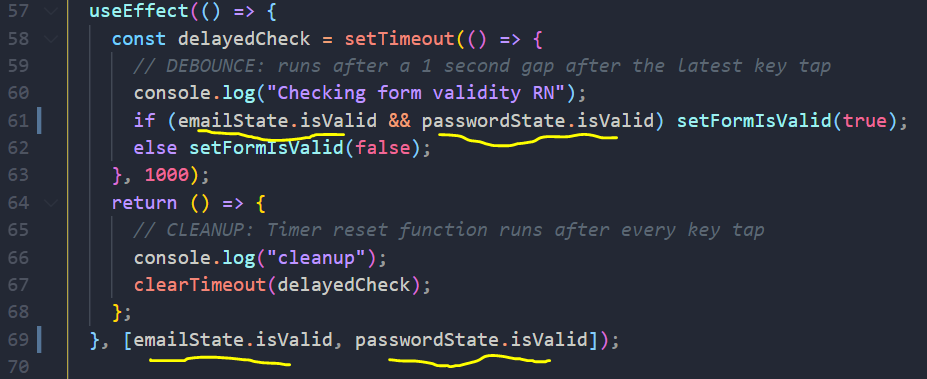 57 useEffect(() => {
58 const delayedCheck = setTimeout(() => {
59 // DEBOUNCE: runs after a 1 second gap after the latest key tap
60 console.log("Checking form validity RN");
61 if (emailState.isValid && passwordState.isValid) setFormIsValid(true);
62 else setFormIsValid(false);
63 }, 1000);
64 return () => {
65 // CLEANUP: Timer reset function runs after every key tap
66 console.log("cleanup");
67 clearTimeout(delayedCheck);
68 };
69 }, [emailState.isValid, passwordState.isValid]);
70